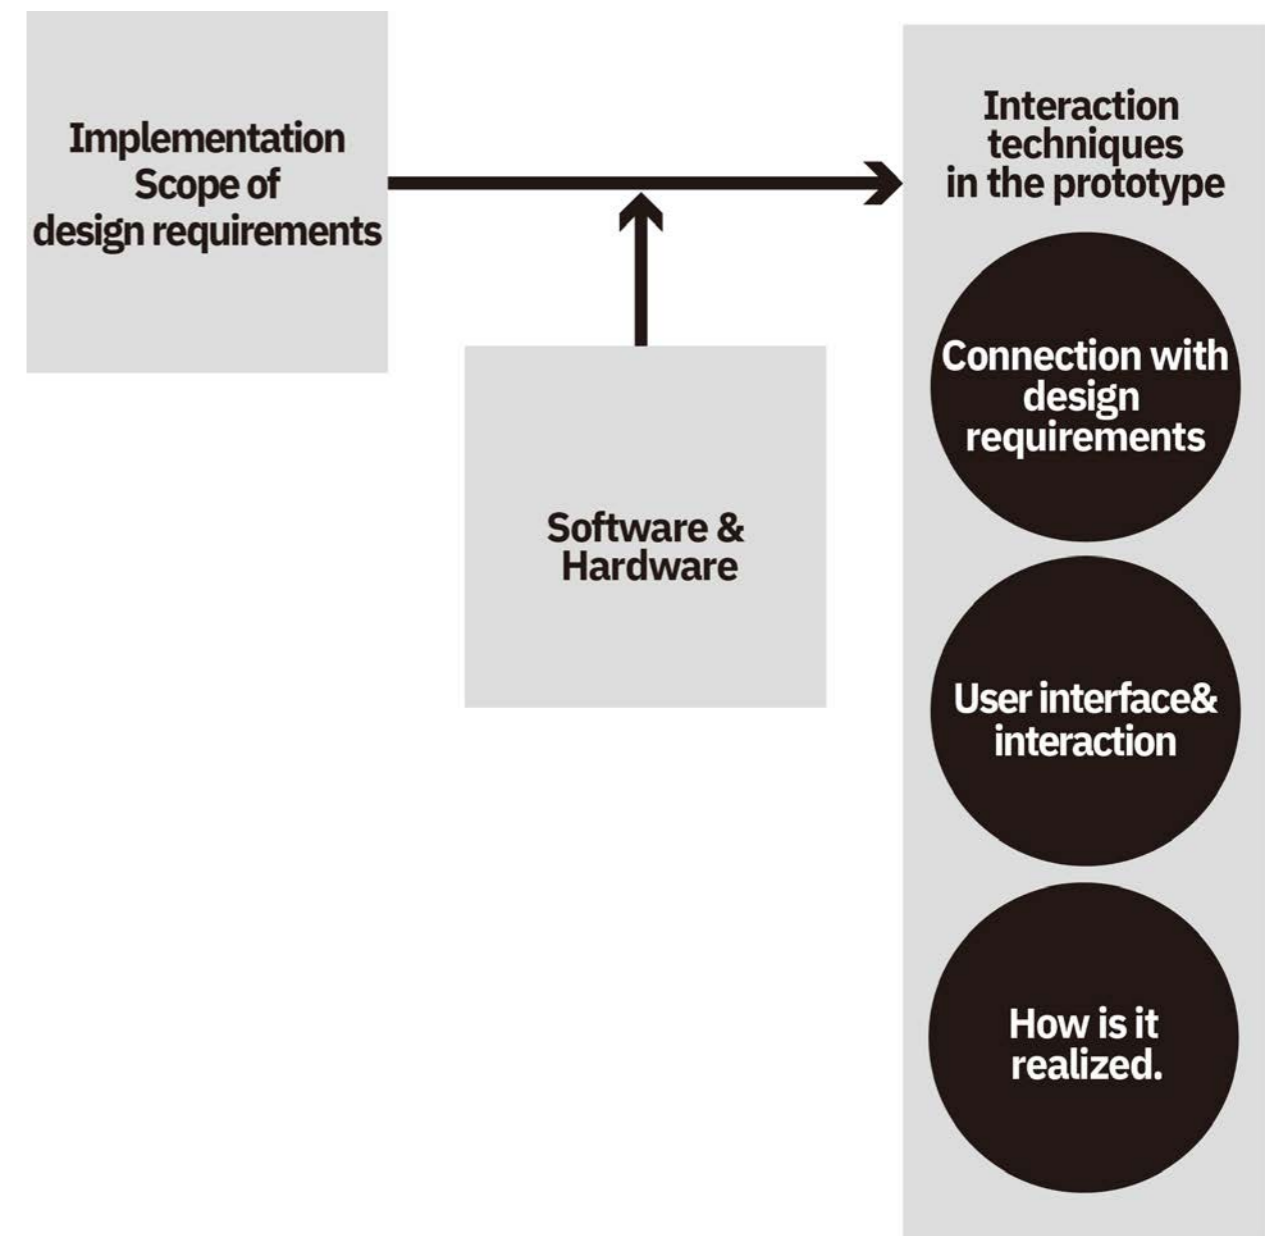 Implementation
Scope of
design requirements
Software &
Hardware
Interaction
techniques
in the prototype
Connection with
design
requirements
User interface&
interaction
How is it
realized.